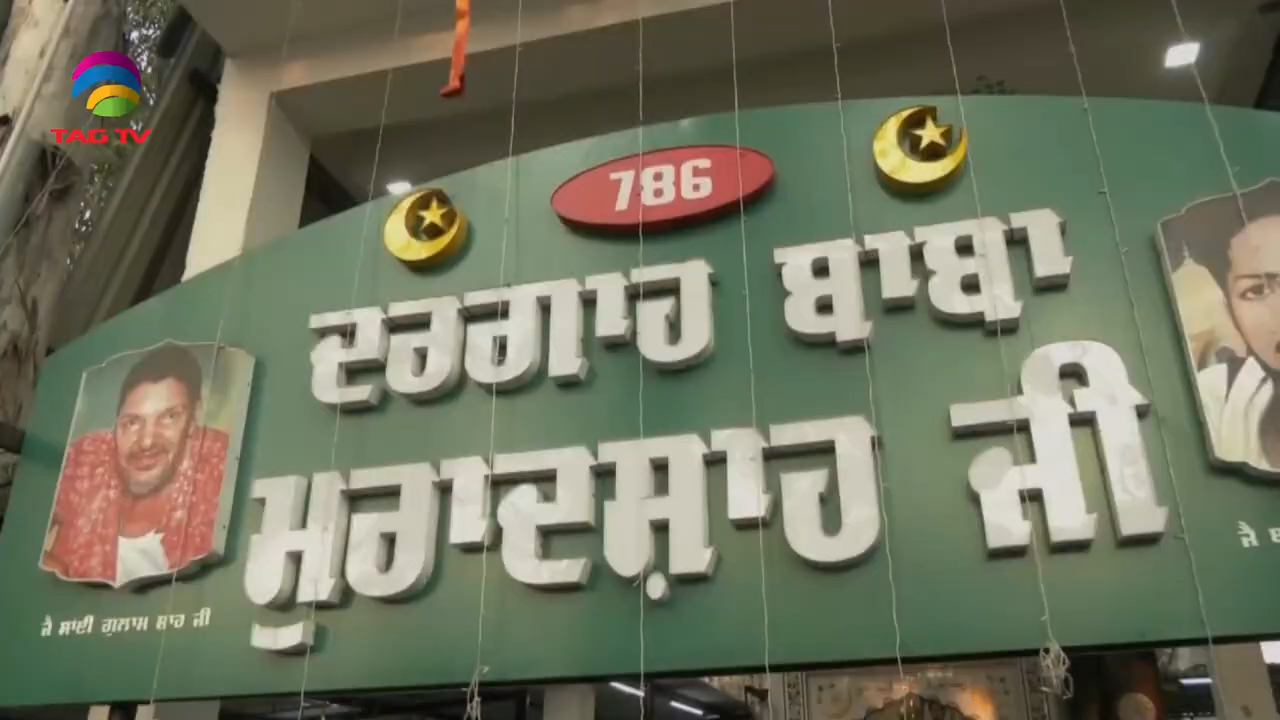 TAG TV
786
ਦਰਗਾਹ ਬਾਬਾ
ਮੁਰਾਦਸ਼ਾਹ ਜੀ
ਜੈ ਸਾਈ ਗੁਲਾਮ ਸ਼ਾਹ ਜੀ
ਜੈ